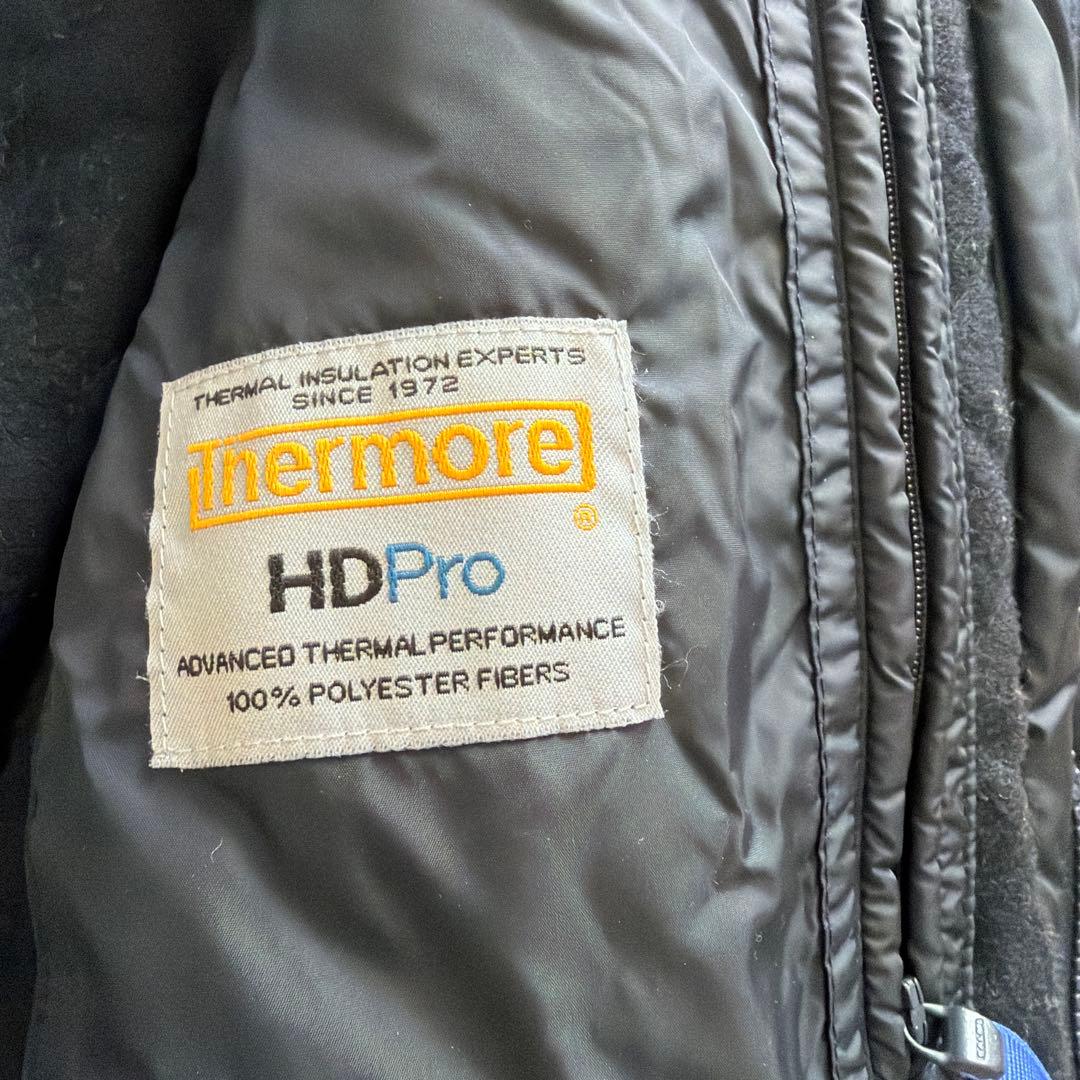 THERMAL INSULATION EXPERTS
SINCE 1972
Thermore
®
HDPro
ADVANCED THERMAL PERFORMANCE
100% POLYESTER FIBERS